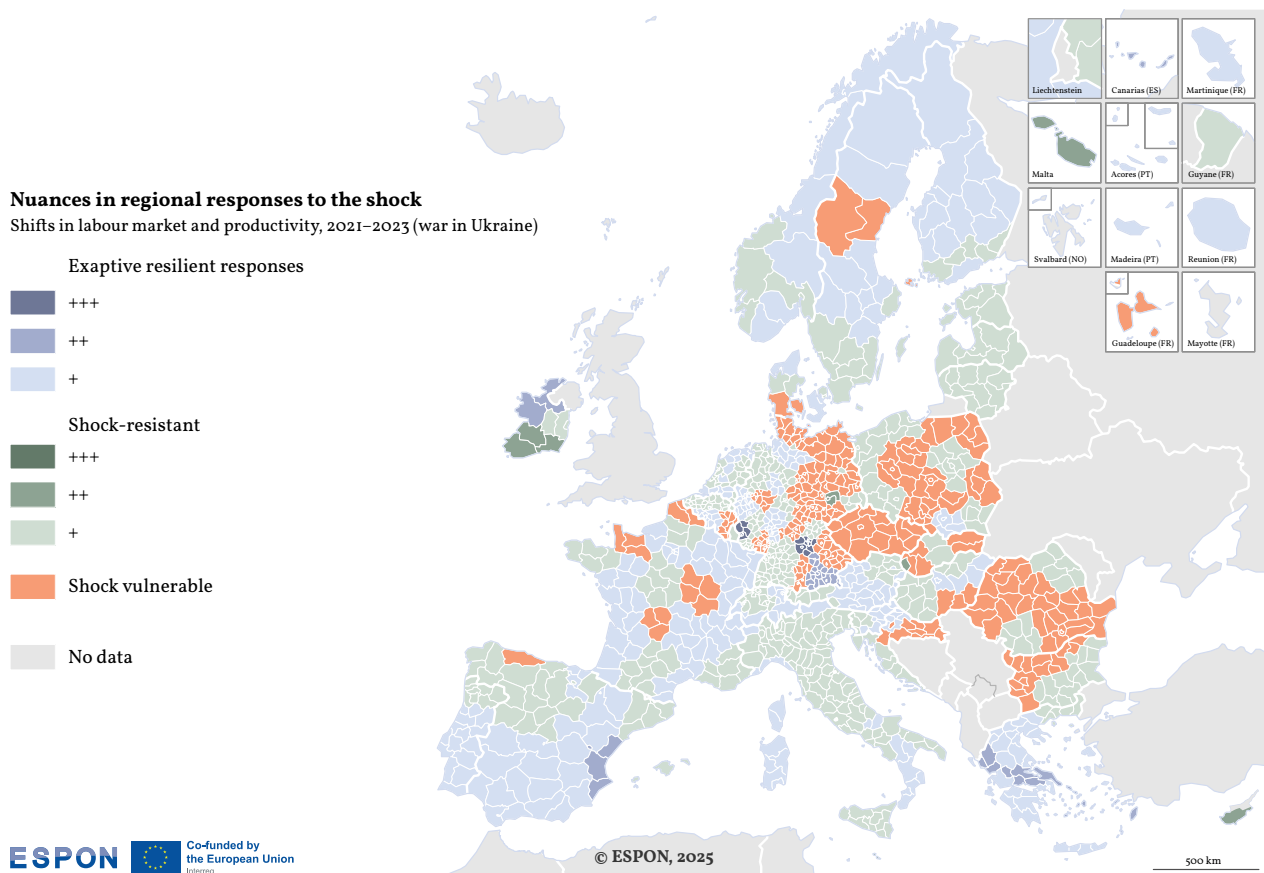 Nuances in regional responses to the shock
Shifts in labour market and productivity, 2021–2023 (war in Ukraine)
Exaptive resilient responses
+++
++
+
Shock-resistant
+++
++
+
Shock vulnerable
No data
Liechtenstein
Canarias (ES)
Martinique (FR)
Malta
Acores (PT)
Guyane (FR)
Svalbard (NO)
Madeira (PT)
Reunion (FR)
Guadeloupe (FR)
Mayotte (FR)
ESPON
Co-funded by
the European Union
Interreg
© ESPON, 2025
500 km